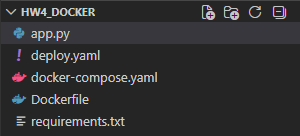 HW4_DOCKER
app.py
deploy.yaml
docker-compose.yaml
Dockerfile
requirements.txt